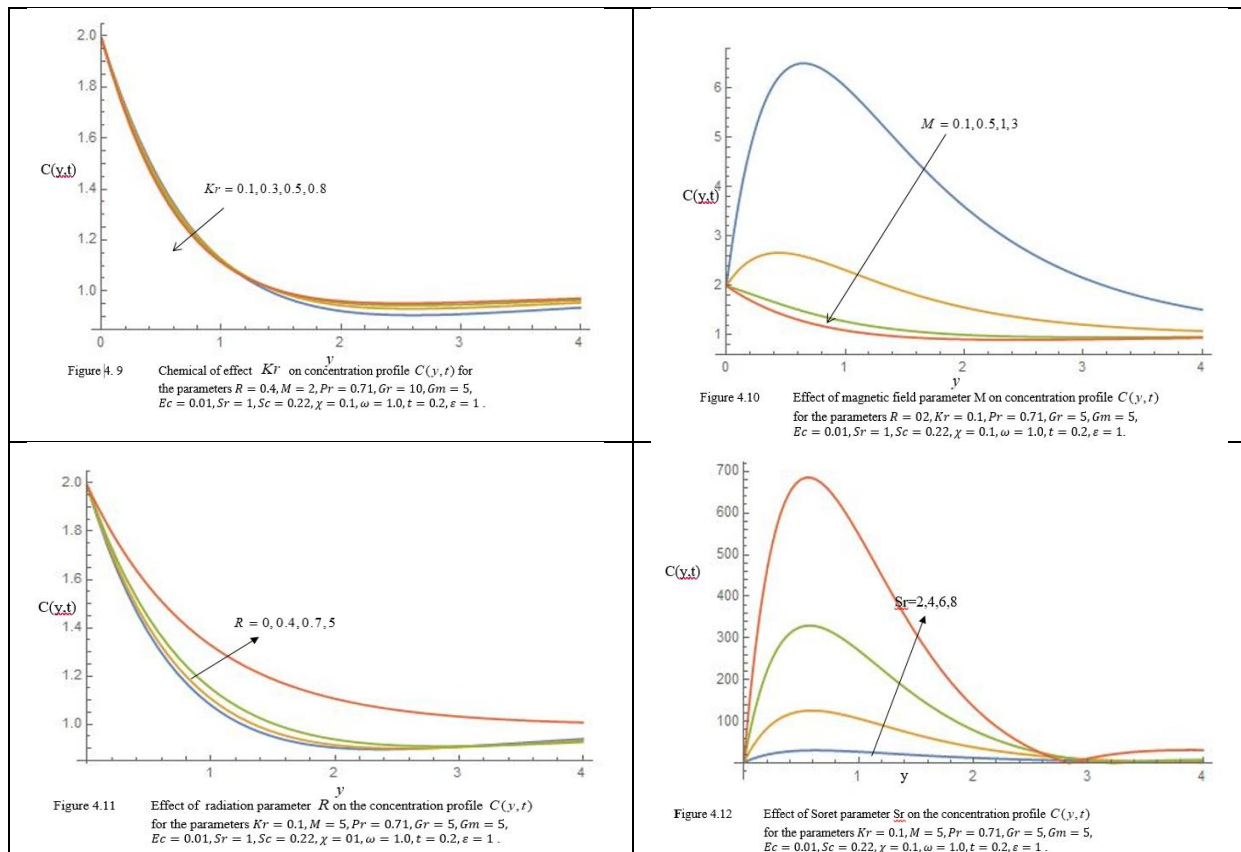 2.0
1.8
1.6
C(y,t)
1.4
Kr = 0.1, 0.3, 0.5, 0.8
1.2
1.0
0 1 2 3 4
y
Figure 4. 9 Chemical of effect Kr on concentration profile C(y,t) for
the parameters R = 0.4, M = 2, Pr = 0.71, Gr = 10, Gm = 5,
Ec = 0.01, Sr = 1, Sc = 0.22, χ = 0.1, ω = 1.0, t = 0.2, ε = 1 .
6
M = 0.1, 0.5, 1, 3
5
4
C(y,t)
3
2
1
0 1 2 3 4
y
Figure 4.10 Effect of magnetic field parameter M on concentration profile C(y,t)
for the parameters R = 02, Kr = 0.1, Pr = 0.71, Gr = 5, Gm = 5,
Ec = 0.01, Sr = 1, Sc = 0.22, χ = 0.1, ω = 1.0, t = 0.2, ε = 1.
2.0
1.8
1.6
C(y,t)
1.4
R = 0, 0.4, 0.7, 5
1.2
1.0
1 2 3 4
y
Figure 4.11 Effect of radiation parameter R on the concentration profile C(y,t)
for the parameters Kr = 0.1, M = 5, Pr = 0.71, Gr = 5, Gm = 5,
Ec = 0.01, Sr = 1, Sc = 0.22, χ = 01, ω = 1.0, t = 0.2, ε = 1 .
700
600
500
C(y,t)
400
Sr=2,4,6,8
300
200
100
0 1 2 3 4
y
Figure 4.12 Effect of Soret parameter Sr on the concentration profile C(y,t)
for the parameters Kr = 0.1, M = 5, Pr = 0.71, Gr = 5, Gm = 5,
Ec = 0.01, Sc = 0.22, χ = 0.1, ω = 1.0, t = 0.2, ε = 1.